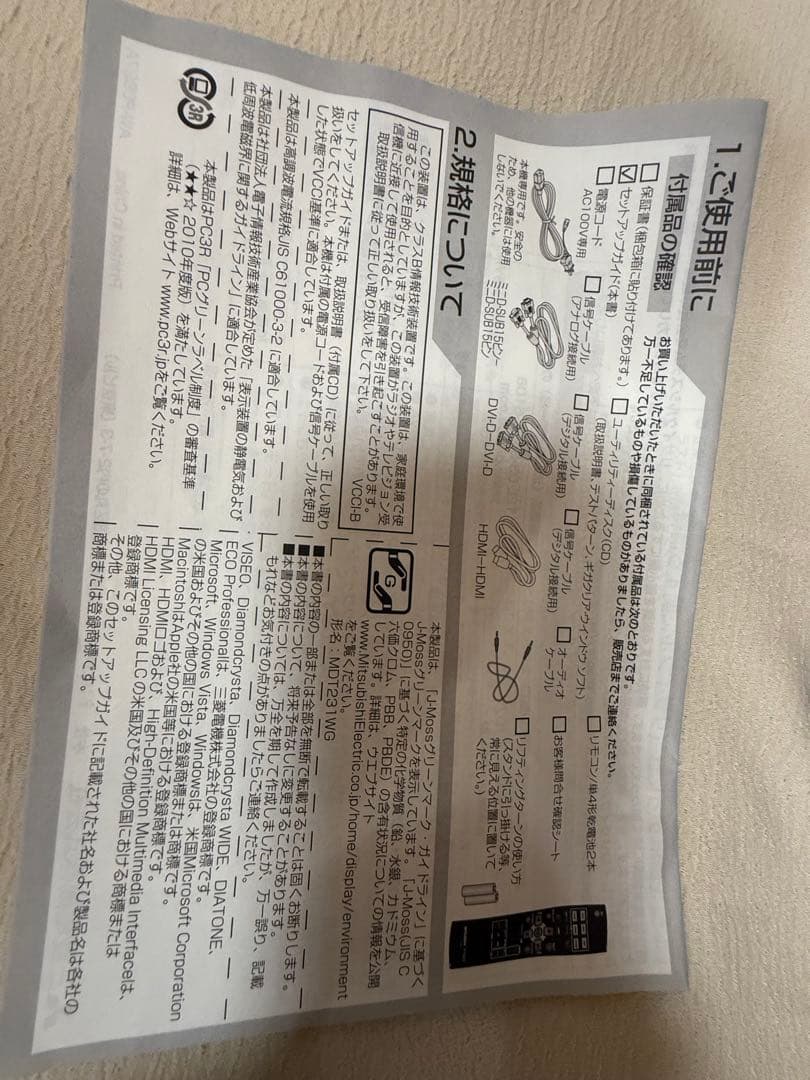 1.ご使用前に
付属品の確認
お買い上げいただいたときに同梱されている付属品は次のとおりです。
万一不足しているものや損傷しているものがありましたら、販売店までご連絡ください。
保証書(梱包箱に貼り付けてあります。)
セットアップガイド(本書)
ユーティリティーディスク(CD)
(取扱説明書、テストパターン、ギガクリア・ウインドウ ソフト)
リモコン/単4形乾電池2本
電源コード
AC100V専用
信号ケーブル
(アナログ接続用)
信号ケーブル
(デジタル接続用)
信号ケーブル
(デジタル接続用)
オーディオ
ケーブル
お客様問合せ確認シート
リフティングターンの使い方
(スタンドに引っ掛ける等、
常に見える位置に置いて
ください。)
本機専用です。安全の
ため、他の機器には使用
しないでください。
ミニD-SUB15ピン―
ミニD-SUB15ピン
DVI-D―DVI-D
HDMI―HDMI
2.規格について
この装置は、クラスB情報技術装置です。この装置は、家庭環境で使
用することを目的としていますが、この装置がラジオやテレビジョン受
信機に近接して使用されると、受信障害を引き起こすことがあります。
取扱説明書に従って正しい取り扱いをして下さい。
VCCI-B
セットアップガイドまたは、取扱説明書(付属CD)に従って、正しい取り
扱いをしてください。本機は付属の電源コードおよび信号ケーブルを使用
した状態でVCCI基準に適合しています。
本製品は高調波電流規格JIS C61000-3-2 に適合しています。
本製品は社団法人電子情報技術産業協会が定めた「表示装置の静電気および
低周波電磁界に関するガイドライン」に適合しています。
3R
本製品はPC3R「PCグリーンラベル制度」の審査基準
(★★☆ 2010年度版)を満たしています。
詳細は、Webサイト www.pc3r.jpをご覧ください。
G
本製品は、「J-Mossグリーンマーク・ガイドライン」に基づく
J-Mossグリーンマークを表示しています。「J-Moss(JIS C
0950)」に基づく特定の化学物質(鉛、水銀、カドミウム、
六価クロム、PBB、PBDE)の含有状況についての情報を公開
しています。詳細は、ウエブサイト
www.MitsubishiElectric.co.jp/home/display/environment
をご覧ください。
形名:MDT231WG
■本書の内容の一部または全部を無断で転載することは固くお断りします。
■本書の内容について、将来予告なしに変更することがあります。
■本書の内容については、万全を期して作成しましたが、万一誤り、記載
もれなどお気付きの点がありましたらご連絡ください。
VISEO、Diamondcrysta、Diamondcrysta WIDE、DIATONE、
ECO Professionalは、三菱電機株式会社の登録商標です。
Microsoft、Windows Vista、Windowsは、米国Microsoft Corporation
の米国およびその他の国における登録商標または商標です。
MacintoshはApple社の米国等における登録商標です。
HDMI、HDMIロゴおよび、High-Definition Multimedia Interfaceは、
HDMI Licensing LLC の米国及びその他の国における商標または
登録商標です。
その他、このセットアップガイドに記載された社名および製品名は各社の
商標または登録商標です。